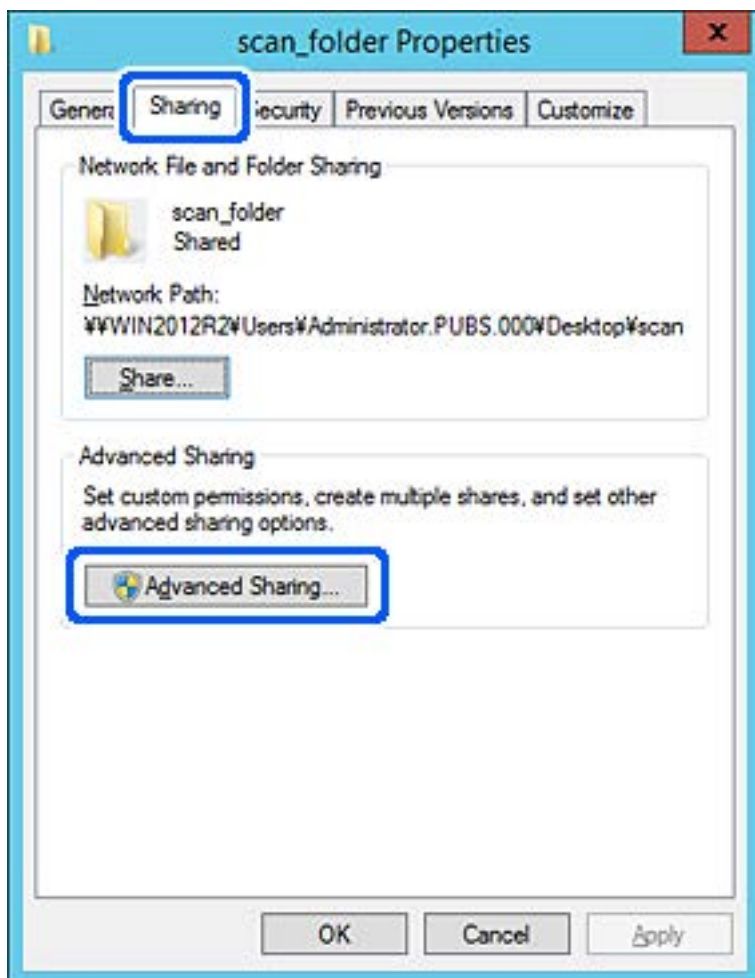 scan_folder Properties
x
General Sharing Security Previous Versions Customize
Network File and Folder Sharing
scan_folder
Shared
Network Path:
¥¥WIN2012R2¥Users¥Administrator.PUBS.000¥Desktop¥scan
Share...
Advanced Sharing
Set custom permissions, create multiple shares, and set other
advanced sharing options.
Advanced Sharing...
OK Cancel Apply